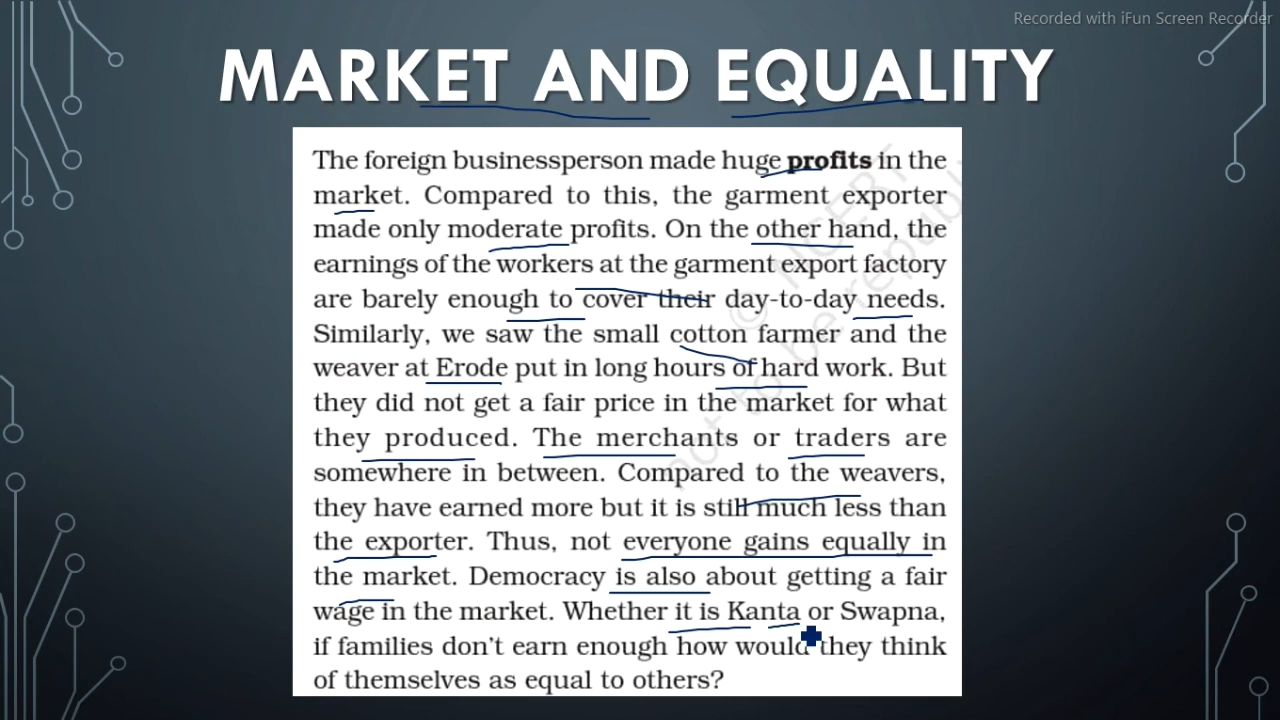 Recorded with iFun Screen Recorder
MARKET AND EQUALITY
The foreign businessperson made huge profits in the
market. Compared to this, the garment exporter
made only moderate profits. On the other hand, the
earnings of the workers at the garment export factory
are barely enough to cover their day-to-day needs.
Similarly, we saw the small cotton farmer and the
weaver at Erode put in long hours of hard work. But
they did not get a fair price in the market for what
they produced. The merchants or traders are
somewhere in between. Compared to the weavers,
they have earned more but it is still much less than
the exporter. Thus, not everyone gains equally in
the market. Democracy is also about getting a fair
wage in the market. Whether it is Kanta or Swapna,
if families don't earn enough how would they think
of themselves as equal to others?
© NCERT
not to be republi